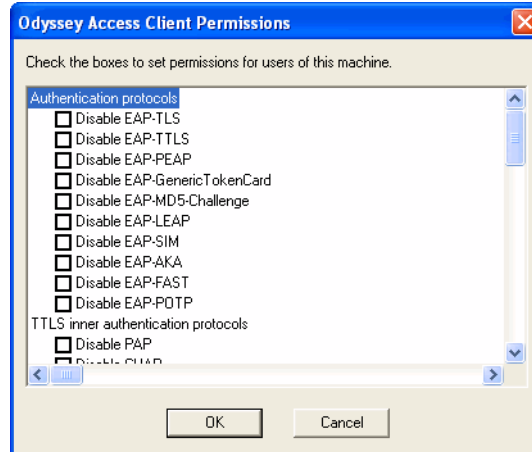 Odyssey Access Client Permissions
Check the boxes to set permissions for users of this machine.
Authentication protocols
Disable EAP-TLS
Disable EAP-TTLS
Disable EAP-PEAP
Disable EAP-GenericTokenCard
Disable EAP-MD5-Challenge
Disable EAP-LEAP
Disable EAP-SIM
Disable EAP-AKA
Disable EAP-FAST
Disable EAP-POTP
TTLS inner authentication protocols
Disable PAP
Disable CHAP
OK Cancel